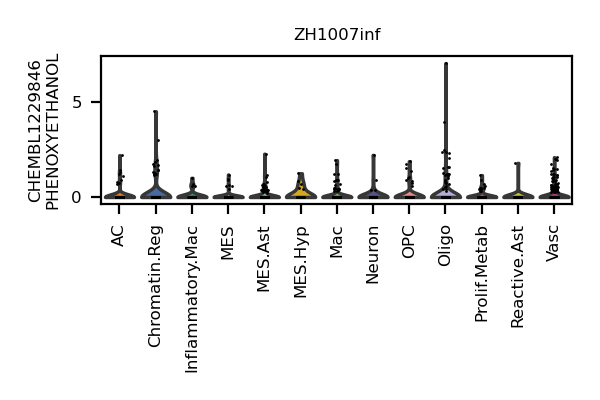 ZH1007inf
CHEMBL1229846
PHENOXYETHANOL
5
0
AC
Chromatin.Reg
Inflammatory.Mac
MES
MES.Ast
MES.Hyp
Mac
Neuron
OPC
Oligo
Prolif.Metab
Reactive.Ast
Vasc